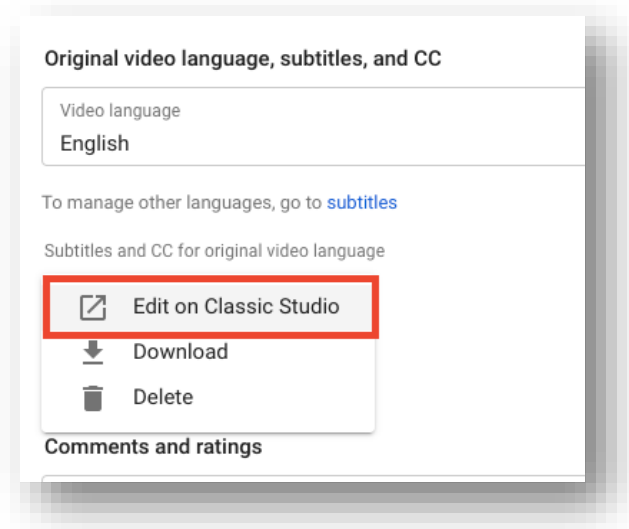 Original video language, subtitles, and CC
Video language
English
To manage other languages, go to subtitles
Subtitles and CC for original video language
Edit on Classic Studio
Download
Delete
Comments and ratings